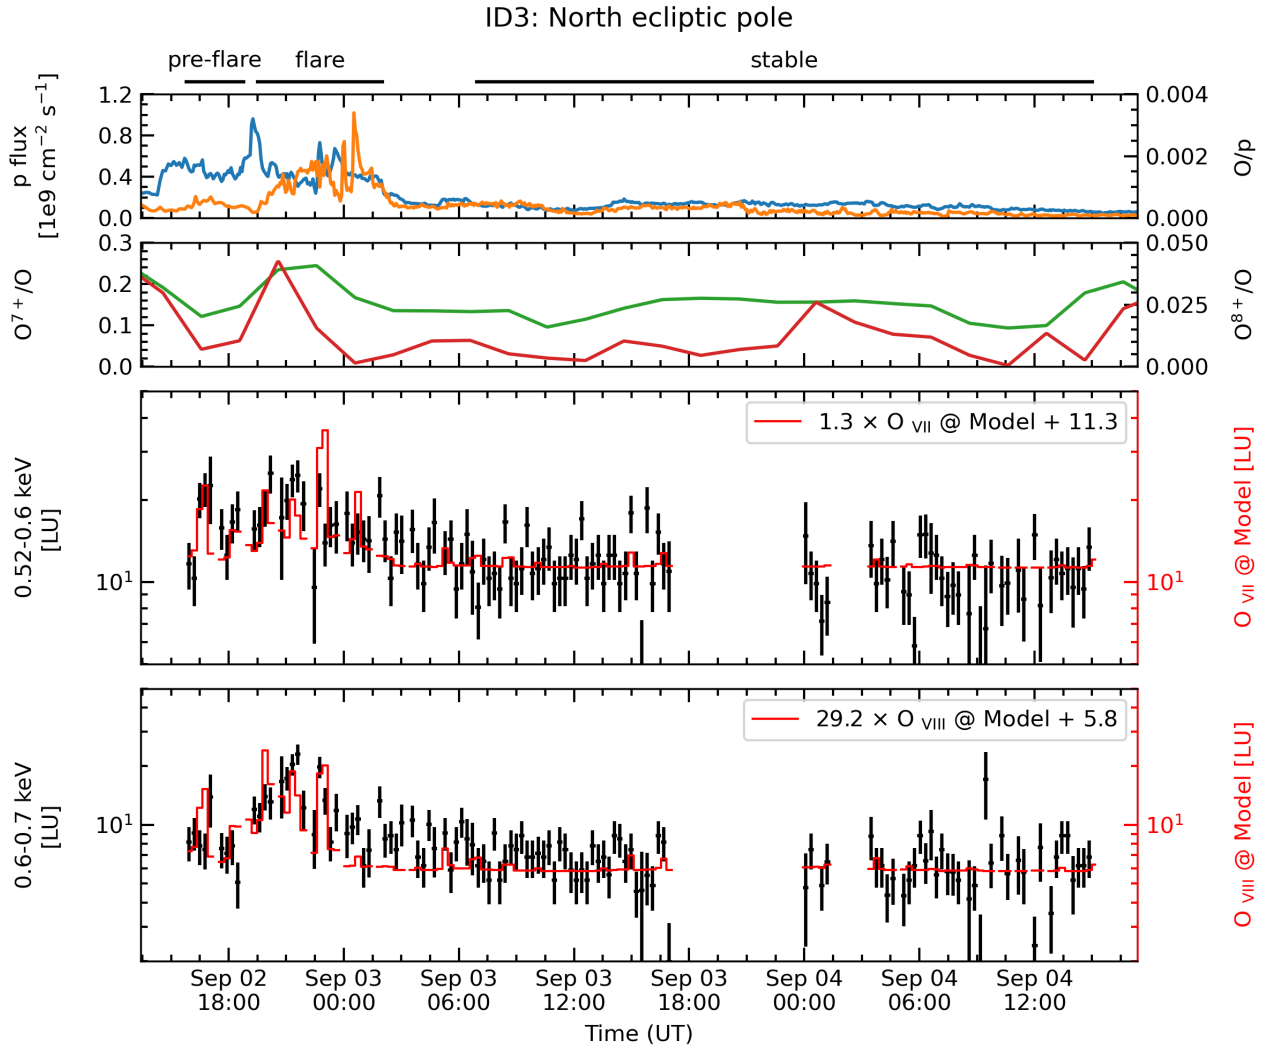 ID3: North ecliptic pole
pre-flare flare stable
p flux
[1e9 cm⁻² s⁻¹]
1.2
0.8
0.4
0.0
0.004
0.002
0.000
O/p
O⁷⁺/O
0.3
0.2
0.1
0.0
0.050
0.025
0.000
O⁸⁺/O
0.52-0.6 keV
[LU]
10¹
1.3 × O VII @ Model + 11.3
10¹
O VII @ Model [LU]
0.6-0.7 keV
[LU]
10¹
29.2 × O VIII @ Model + 5.8
10¹
O VIII @ Model [LU]
Sep 02 Sep 03 Sep 03 Sep 03 Sep 03 Sep 04 Sep 04 Sep 04
18:00 00:00 06:00 12:00 18:00 00:00 06:00 12:00
Time (UT)